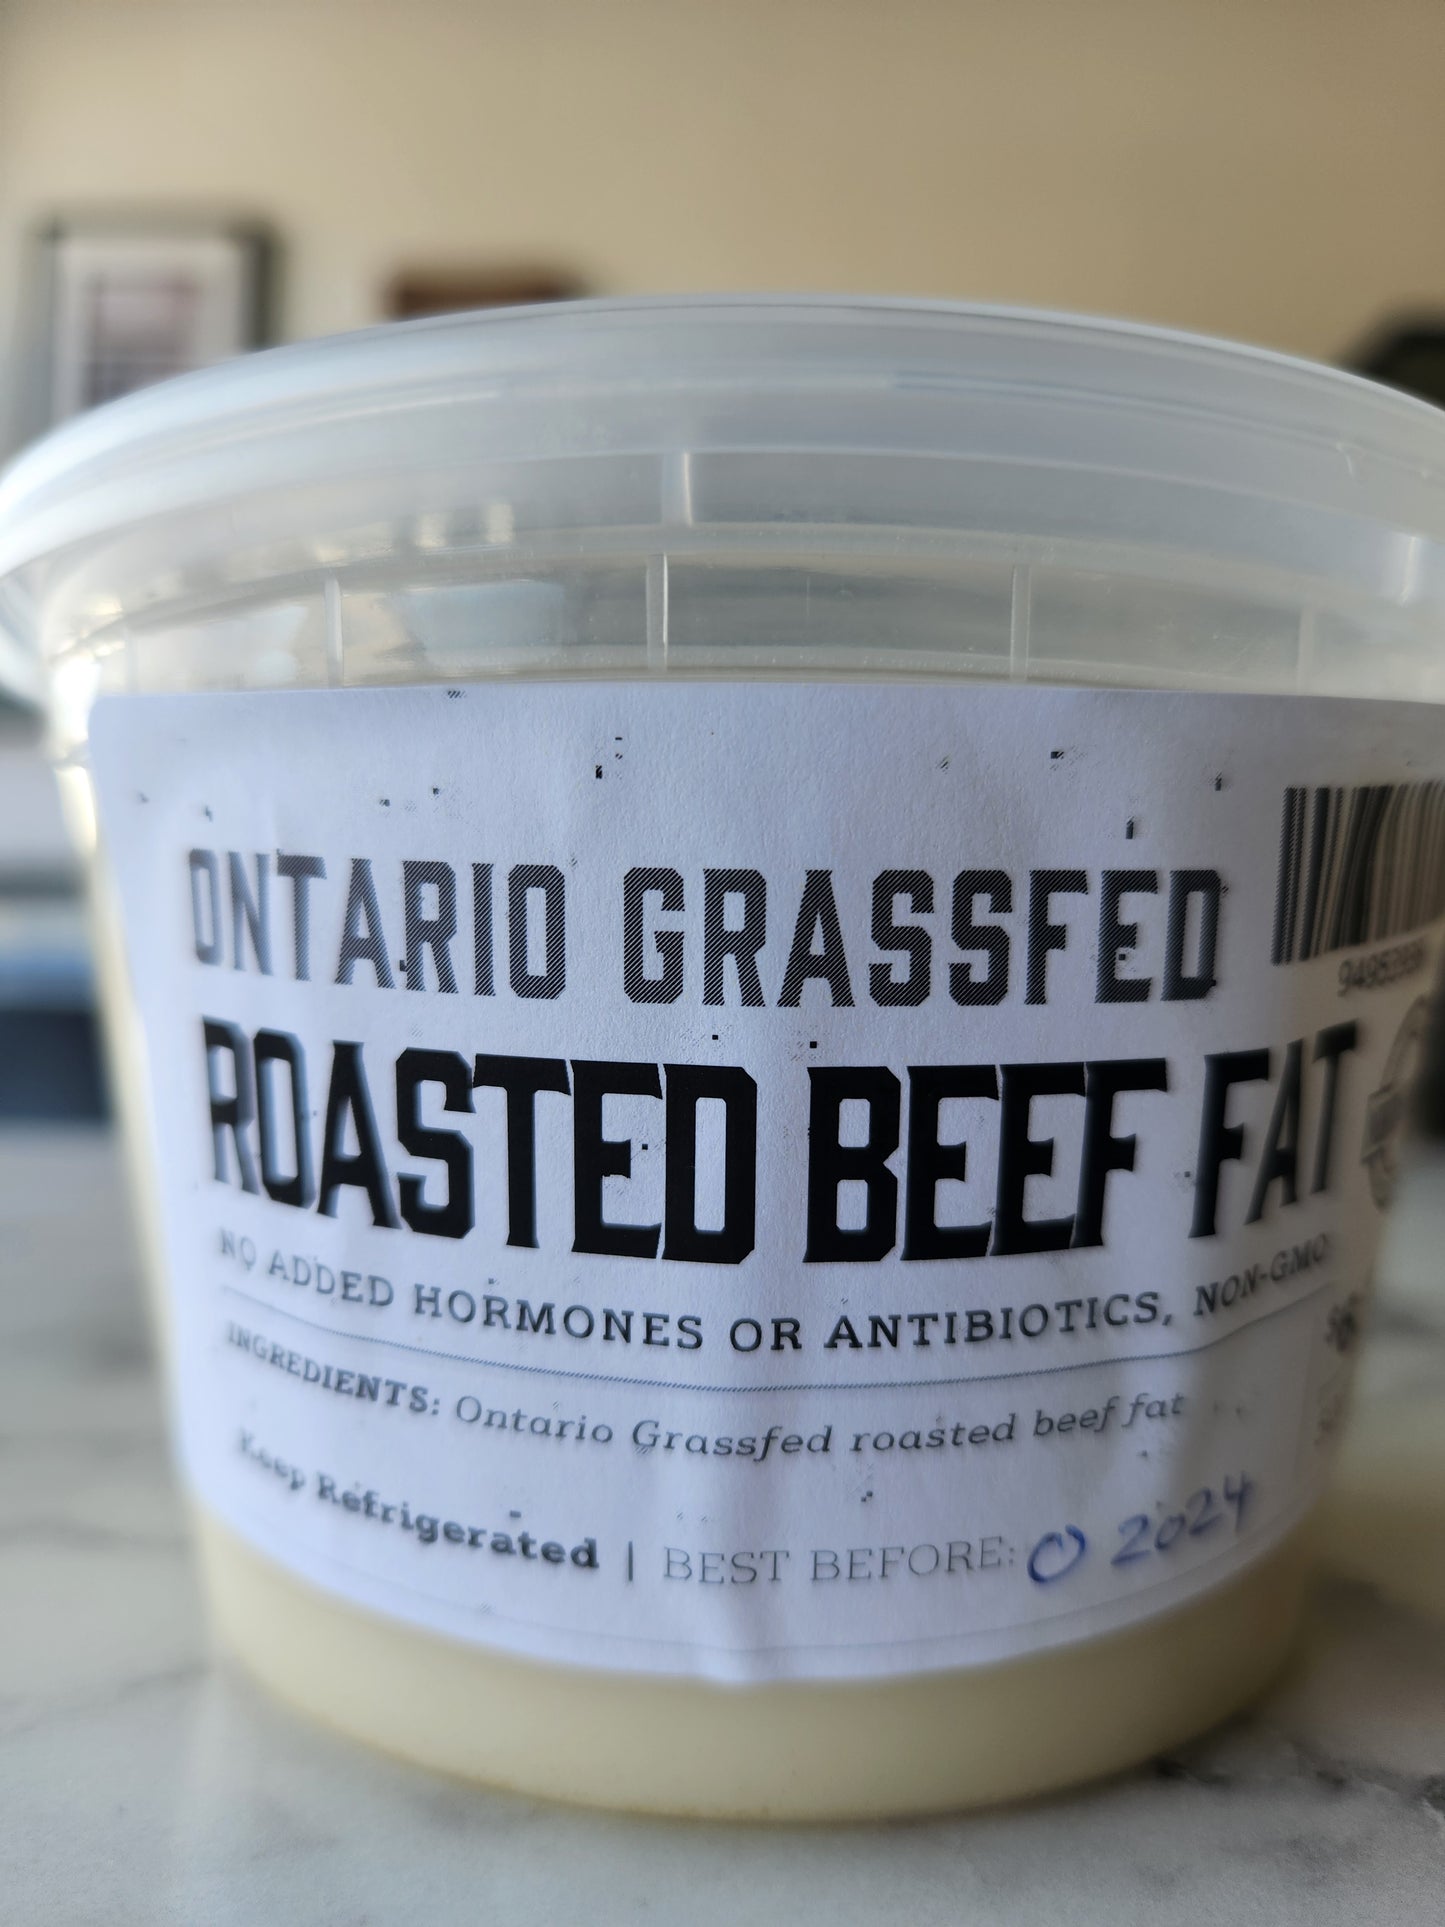 ONTARIO GRASSFED
ROASTED BEEF FAT
NO ADDED HORMONES OR ANTIBIOTICS, NON-GMO
INGREDIENTS: Ontario Grassfed roasted beef fat
Keep Refrigerated | BEST BEFORE: 2024